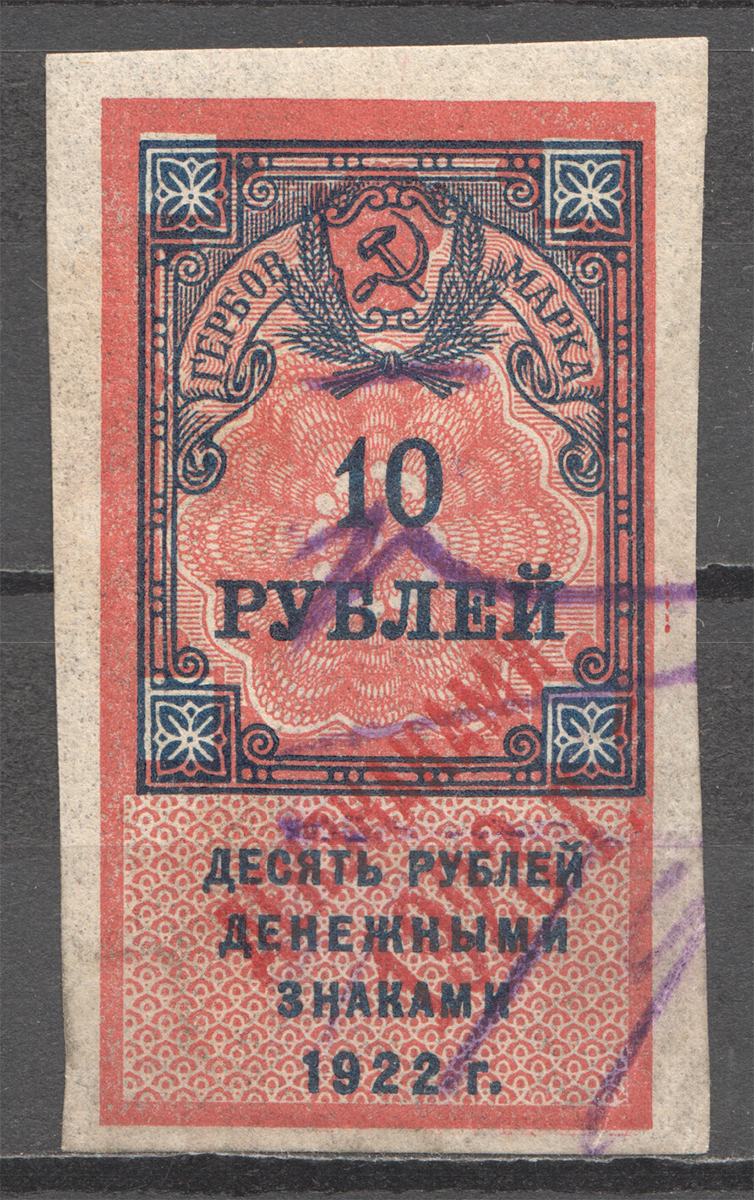 ГЕРБОВ. МАРКА
10
РУБЛЕЙ
ДЕСЯТЬ РУБЛЕЙ
ДЕНЕЖНЫМИ
ЗНАКАМИ
1922 г.